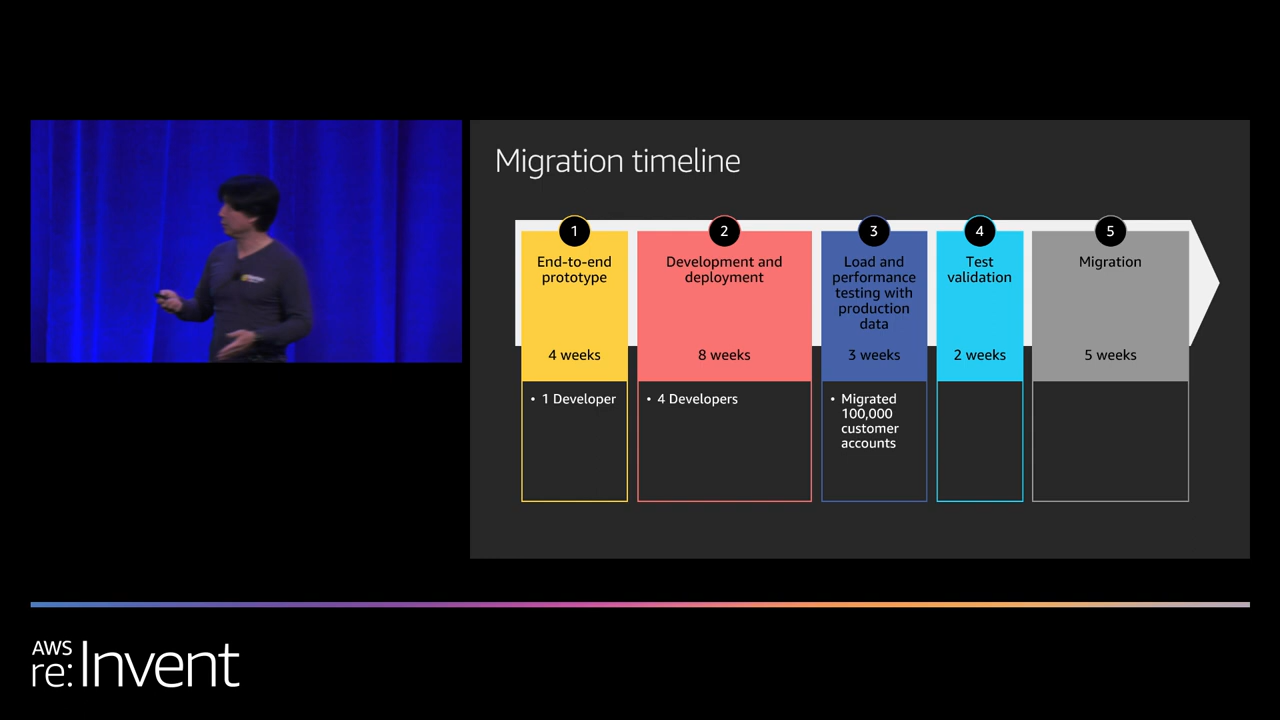 Migration timeline
1
End-to-end
prototype
4 weeks
• 1 Developer
2
Development and
deployment
8 weeks
• 4 Developers
3
Load and
performance
testing with
production
data
3 weeks
• Migrated
100,000
customer
accounts
4
Test
validation
2 weeks
5
Migration
5 weeks
AWS
re:Invent